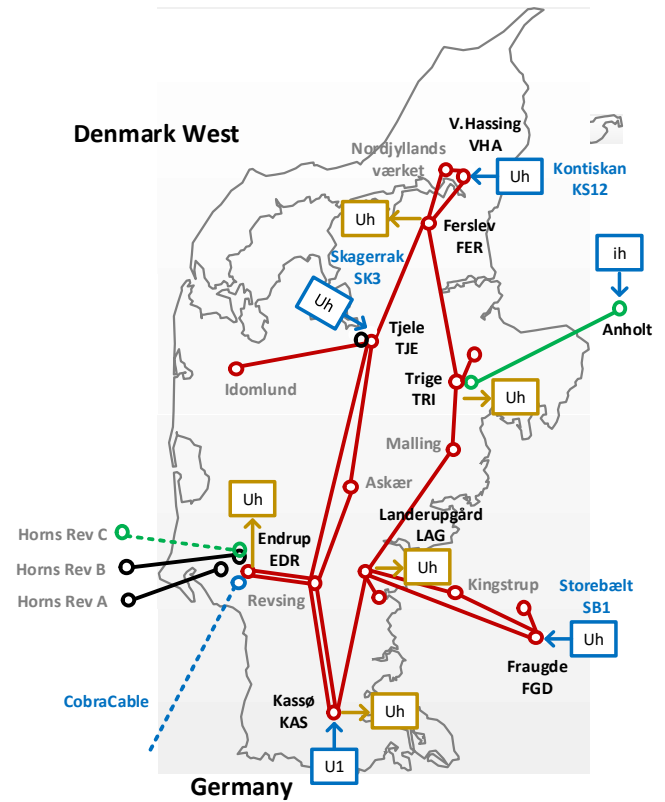 V.Hassing
VHA
Denmark West
Nordjyllands
værket
Uh
Kontiskan
KS12
Uh
Ferslev
FER
Skagerrak
SK3
ih
Uh
Tjele
TJE
Anholt
Idomlund
Trige
TRI
Uh
Malling
Askær
Uh
Landerupgård
LAG
Horns Rev C
Endrup
EDR
Uh
Horns Rev B
Kingstrup
Storebælt
SB1
Horns Rev A
Revsing
Uh
Fraugde
FGD
CobraCable
Kassø
KAS
Uh
U1
Germany